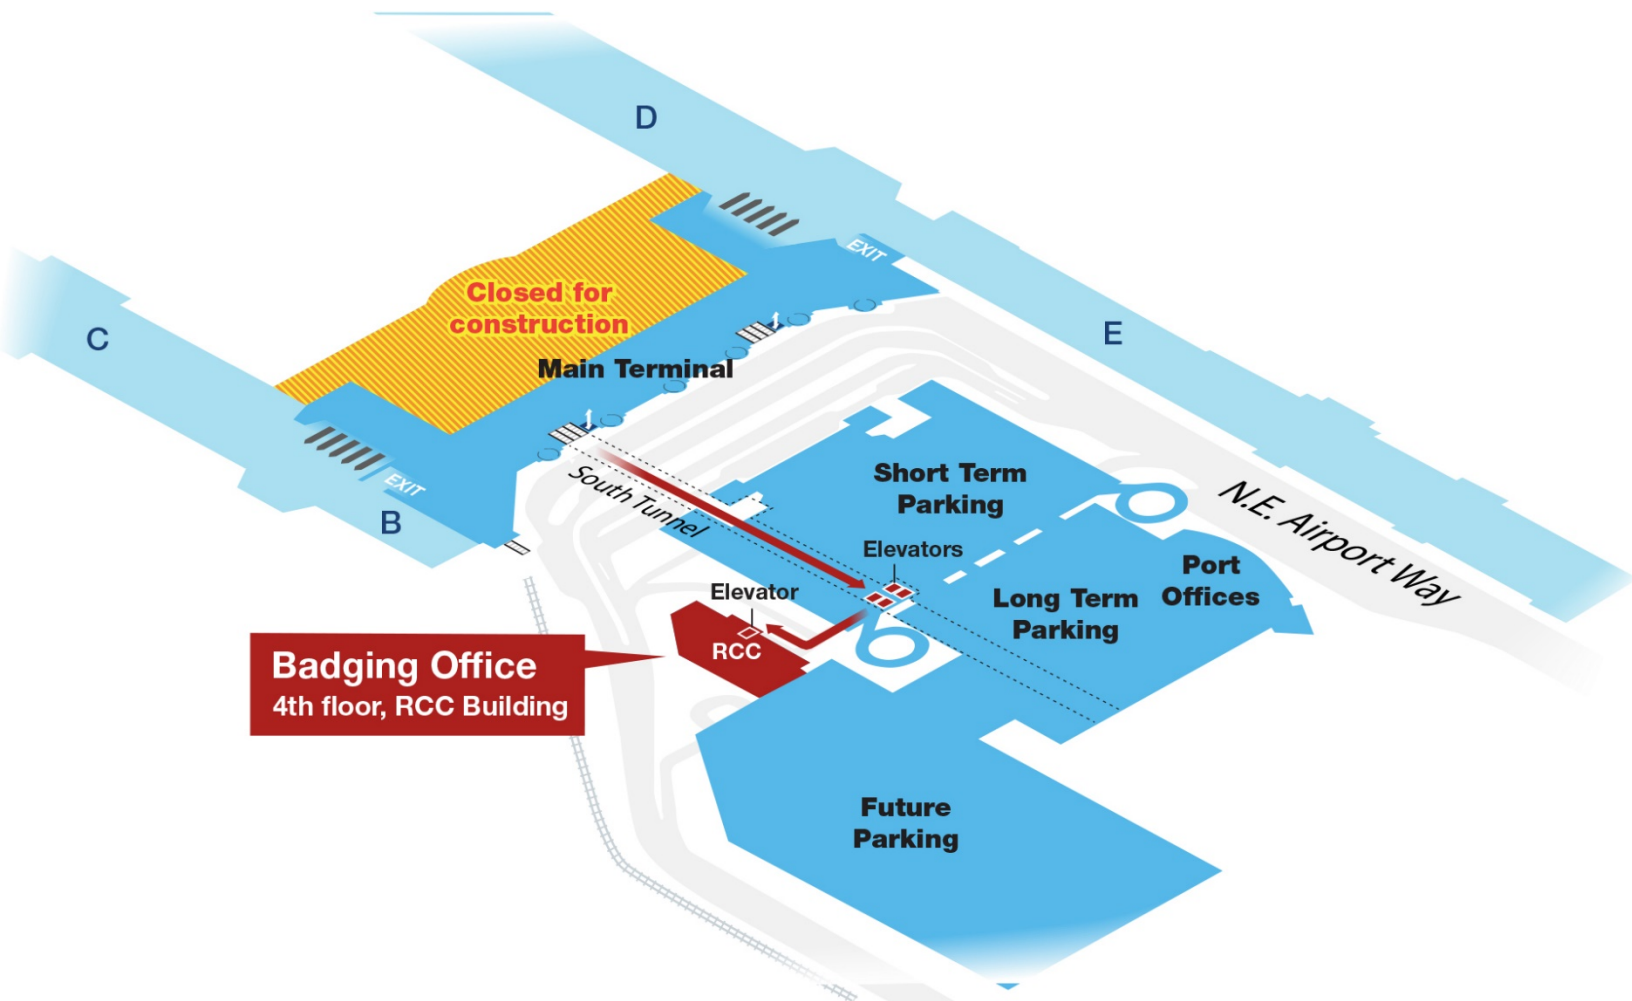 D
Closed for
construction
EXIT
C
E
Main Terminal
EXIT
B
South Tunnel
Short Term
Parking
N.E. Airport Way
Elevators
Port
Offices
Elevator
Long Term
Parking
RCC
Badging Office
4th floor, RCC Building
Future
Parking